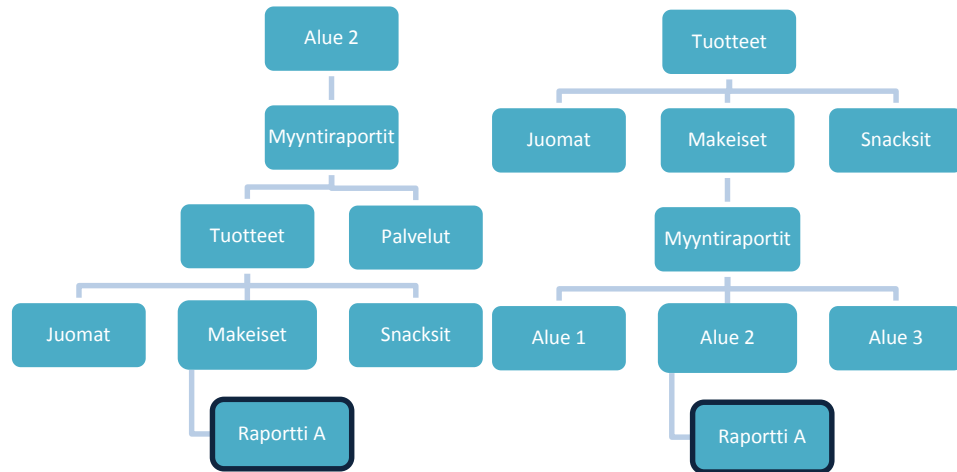 Alue 2
Myyntiraportit
Tuotteet
Palvelut
Juomat
Makeiset
Snacksit
Raportti A
Tuotteet
Juomat
Makeiset
Snacksit
Myyntiraportit
Alue 1
Alue 2
Alue 3
Raportti A